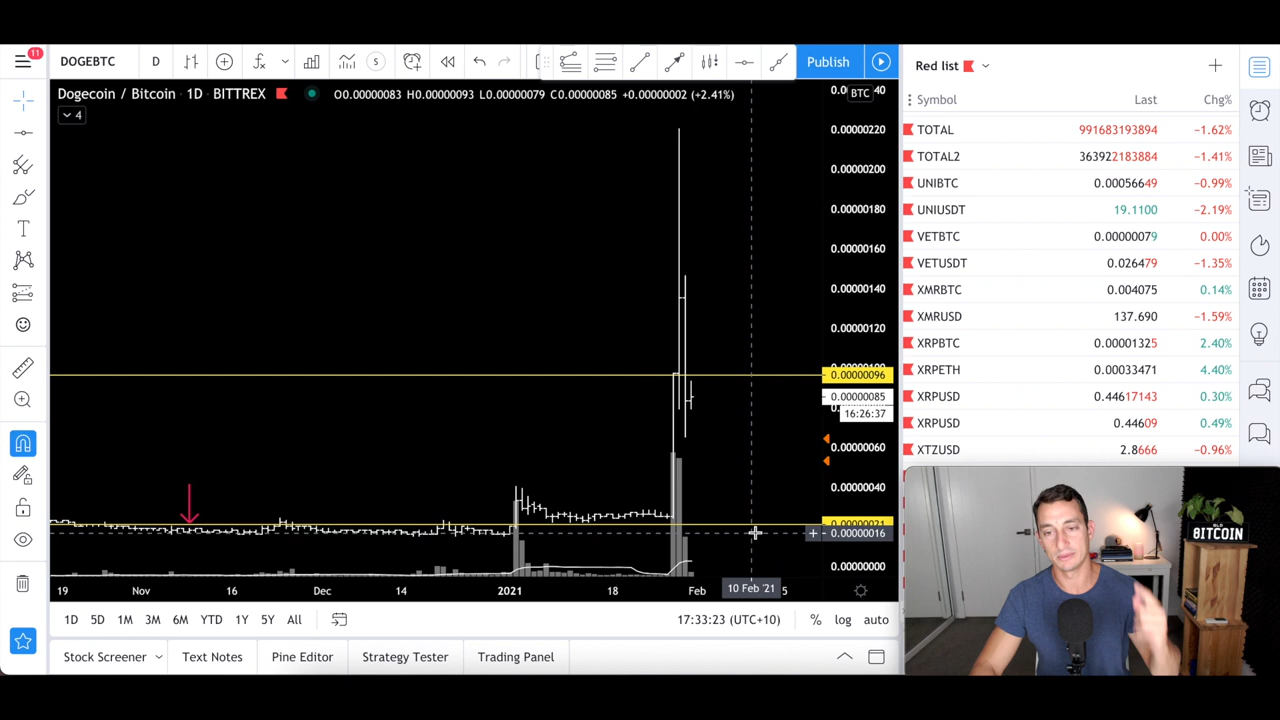 11
DOGEBTC
D
S
Publish
Dogecoin / Bitcoin · 1D · BITTREX
O0.00000083 H0.00000093 L0.00000079 C0.00000085 +0.00000002 (+2.41%)
4
BTC
0.00000220
0.00000200
0.00000180
0.00000160
0.00000140
0.00000120
0.00000096
0.00000085
16:26:37
0.00000060
0.00000040
0.00000021
0.00000016
0.00000000
19
Nov
16
Dec
14
2021
18
Feb
10 Feb '21
5
1D
5D
1M
3M
6M
YTD
1Y
5Y
All
17:33:23 (UTC+10)
%
log
auto
Stock Screener
Text Notes
Pine Editor
Strategy Tester
Trading Panel
Red list
Symbol Last Chg%
TOTAL 991683193894 −1.62%
TOTAL2 363922183884 −1.41%
UNIBTC 0.00056649 −0.99%
UNIUSDT 19.1100 −2.19%
VETBTC 0.00000079 0.00%
VETUSDT 0.026479 −1.35%
XMRBTC 0.004075 0.14%
XMRUSD 137.690 −1.59%
XRPBTC 0.00001325 2.40%
XRPETH 0.00033471 4.40%
XRPUSD 0.44617143 0.30%
XRPUSD 0.44609 0.49%
XTZUSD 2.8666 −0.96%
BITCOIN